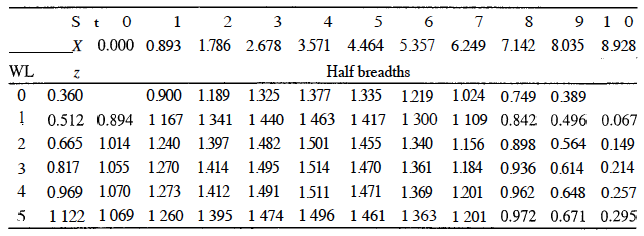 S t 0 1 2 3 4 5 6 7 8 9 1 0
X 0.000 0.893 1.786 2.678 3.571 4.464 5.357 6.249 7.142 8.035 8.928
WL z Half breadths
0 0.360 0.900 1.189 1.325 1.377 1.335 1.219 1.024 0.749 0.389
1 0.512 0.894 1 167 1 341 1 440 1 463 1 417 1 300 1 109 0.842 0.496 0.067
2 0.665 1.014 1.240 1.397 1.482 1.501 1.455 1.340 1.156 0.898 0.564 0.149
3 0.817 1.055 1.270 1 414 1.495 1.514 1.470 1.361 1.184 0.936 0.614 0.214
4 0.969 1.070 1.273 1.412 1.491 1.511 1.471 1.369 1.201 0.962 0.648 0.257
5 1 122 1 069 1 260 1 395 1 474 1 496 1 461 1 363 1 201 0.972 0.671 0.295